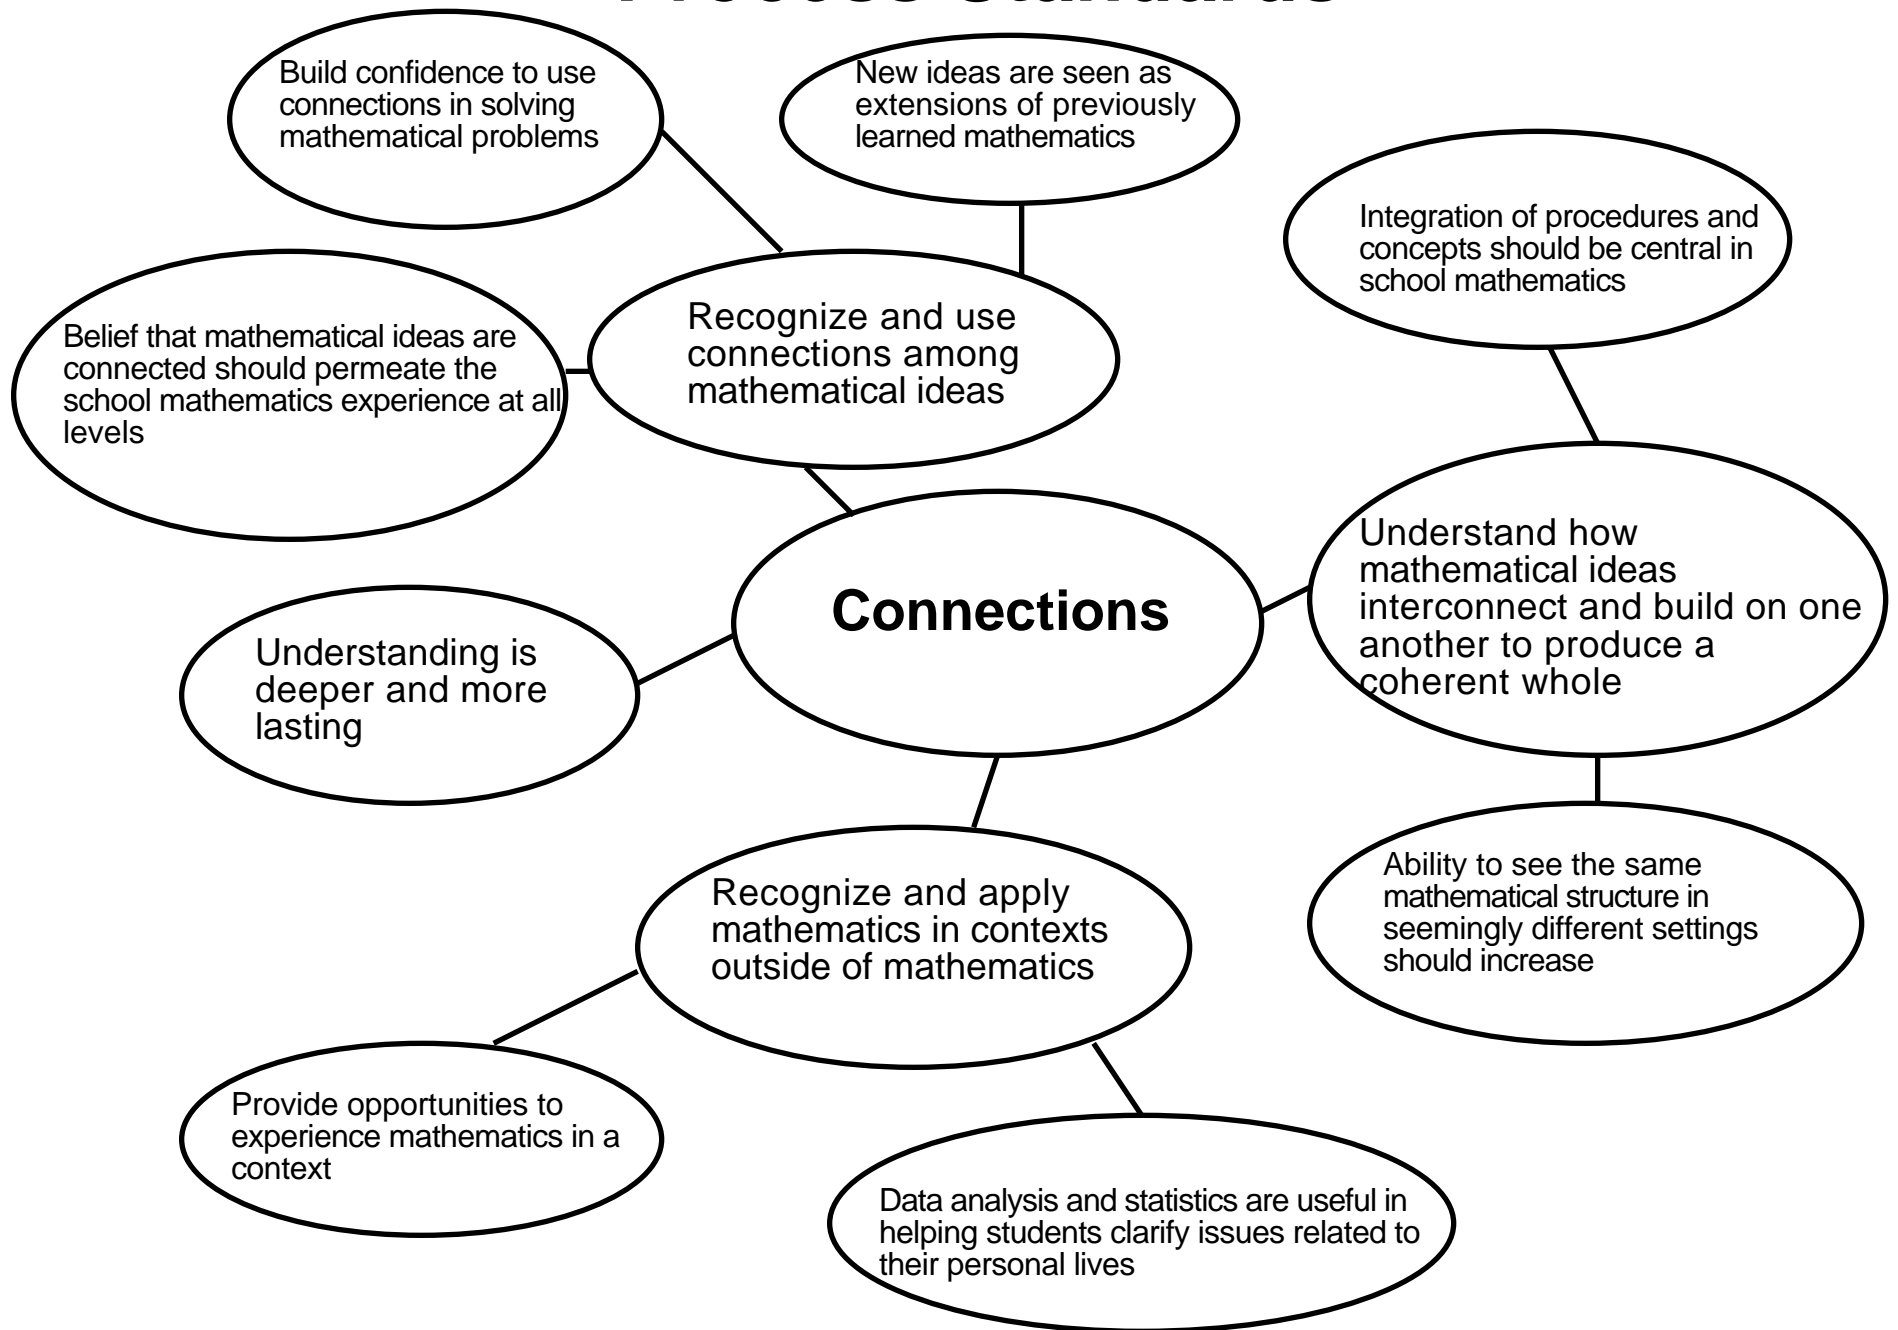 Process Standards
Build confidence to use
connections in solving
mathematical problems
New ideas are seen as
extensions of previously
learned mathematics
Integration of procedures and
concepts should be central in
school mathematics
Belief that mathematical ideas are
connected should permeate the
school mathematics experience at all
levels
Recognize and use
connections among
mathematical ideas
Understand how
mathematical ideas
interconnect and build on one
another to produce a
coherent whole
Connections
Understanding is
deeper and more
lasting
Ability to see the same
mathematical structure in
seemingly different settings
should increase
Recognize and apply
mathematics in contexts
outside of mathematics
Provide opportunities to
experience mathematics in a
context
Data analysis and statistics are useful in
helping students clarify issues related to
their personal lives